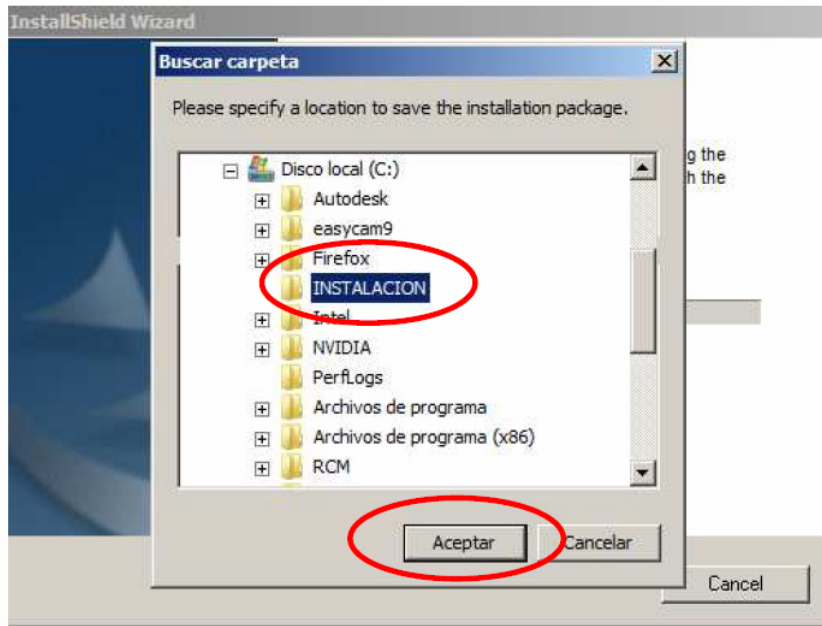 InstallShield Wizard
Buscar carpeta
Please specify a location to save the installation package.
g the
h the
Disco local (C:)
Autodesk
easycam9
Firefox
INSTALACION
Intel
NVIDIA
PerfLogs
Archivos de programa
Archivos de programa (x86)
RCM
Aceptar
Cancelar
Cancel